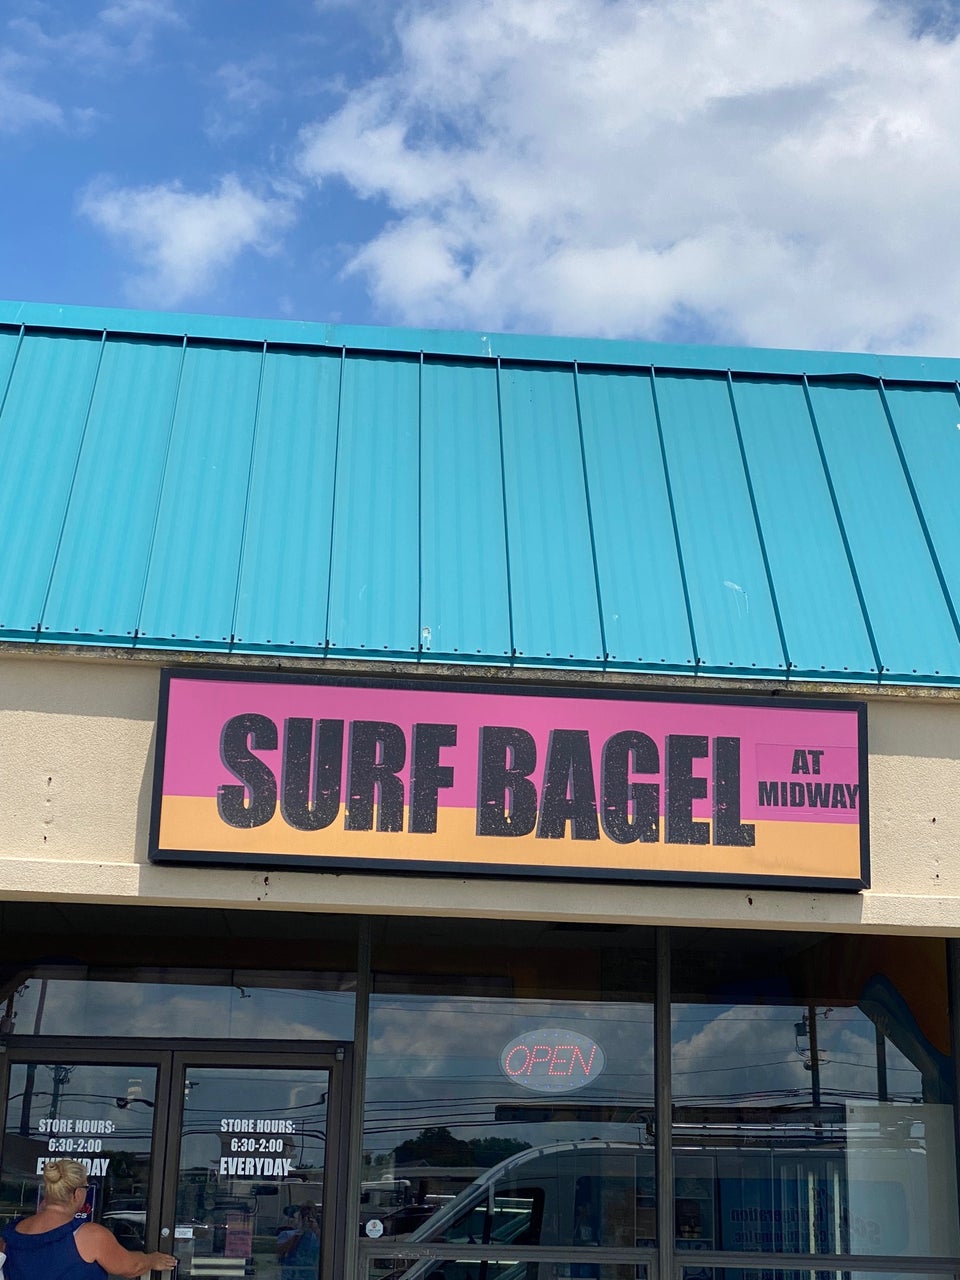 SURF BAGEL
AT
MIDWAY
OPEN
STORE HOURS:
6:30-2:00
EVERYDAY
STORE HOURS:
6:30-2:00
EVERYDAY